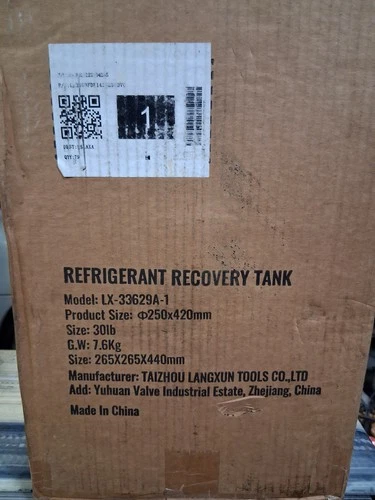 1
REFRIGERANT RECOVERY TANK
Model: LX-33629A-1
Product Size: Φ250x420mm
Size: 30lb
G.W: 7.6Kg
Size: 265X265X440mm
Manufacturer: TAIZHOU LANGXUN TOOLS CO.,LTD
Add: Yuhuan Valve Industrial Estate, Zhejiang, China
Made In China